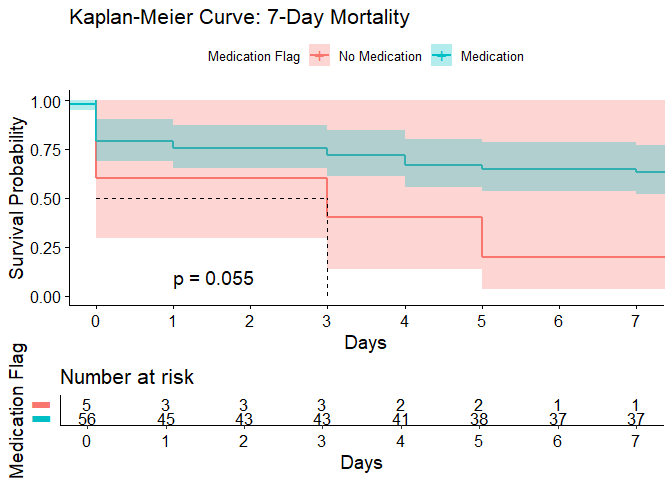 Kaplan-Meier Curve: 7-Day Mortality
Medication Flag No Medication Medication
Survival Probability
1.00
0.75
0.50
0.25
0.00
p = 0.055
0 1 2 3 4 5 6 7
Days
Number at risk
Medication Flag
5 3 3 3 2 2 1 1
56 45 43 43 41 38 37 37
0 1 2 3 4 5 6 7
Days